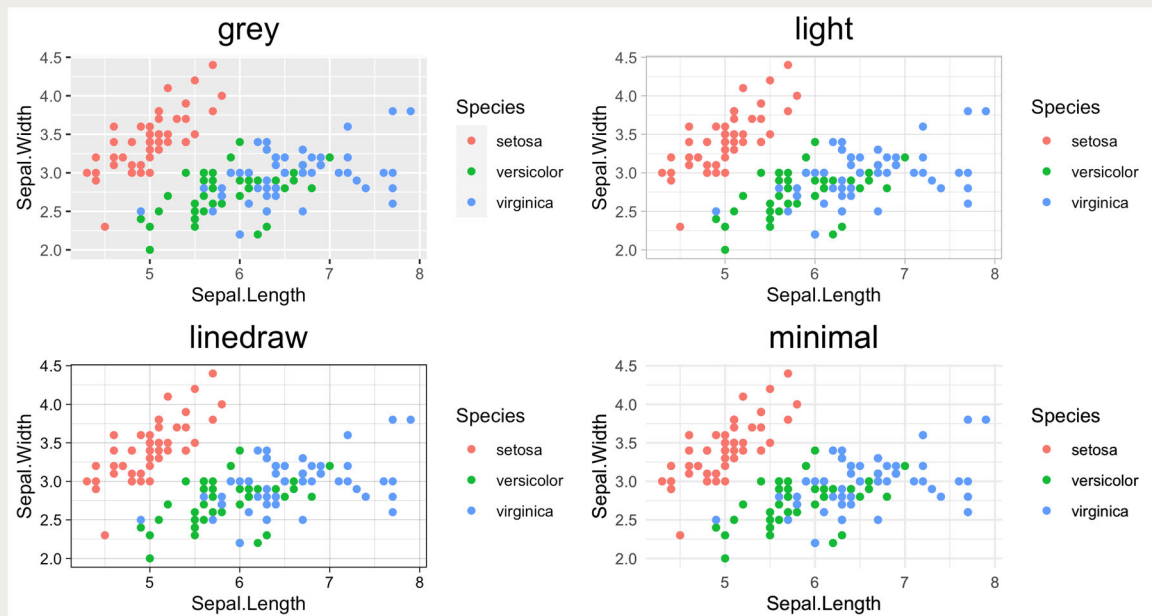 grey
4.5
4.0
3.5
3.0
2.5
2.0
Sepal.Width
5 6 7 8
Sepal.Length
Species
setosa
versicolor
virginica
light
4.5
4.0
3.5
3.0
2.5
2.0
Sepal.Width
5 6 7 8
Sepal.Length
Species
setosa
versicolor
virginica
linedraw
4.5
4.0
3.5
3.0
2.5
2.0
Sepal.Width
5 6 7 8
Sepal.Length
Species
setosa
versicolor
virginica
minimal
4.5
4.0
3.5
3.0
2.5
2.0
Sepal.Width
5 6 7 8
Sepal.Length
Species
setosa
versicolor
virginica